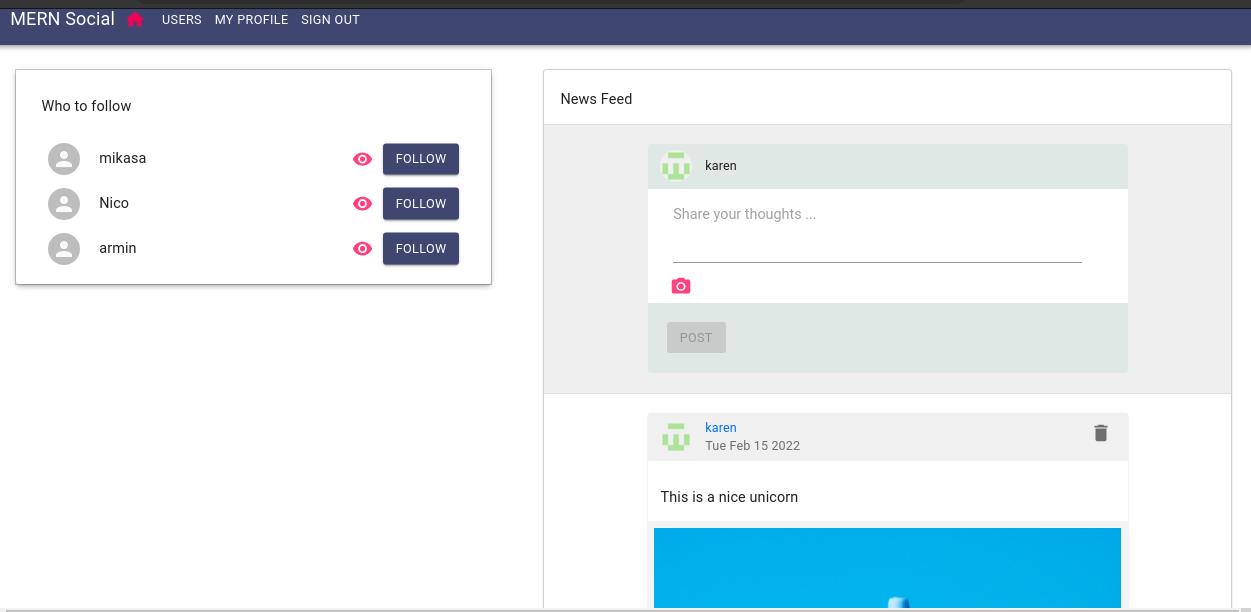 MERN Social USERS MY PROFILE SIGN OUT
Who to follow
mikasa FOLLOW
Nico FOLLOW
armin FOLLOW
News Feed
karen
Share your thoughts ...
POST
karen
Tue Feb 15 2022
This is a nice unicorn